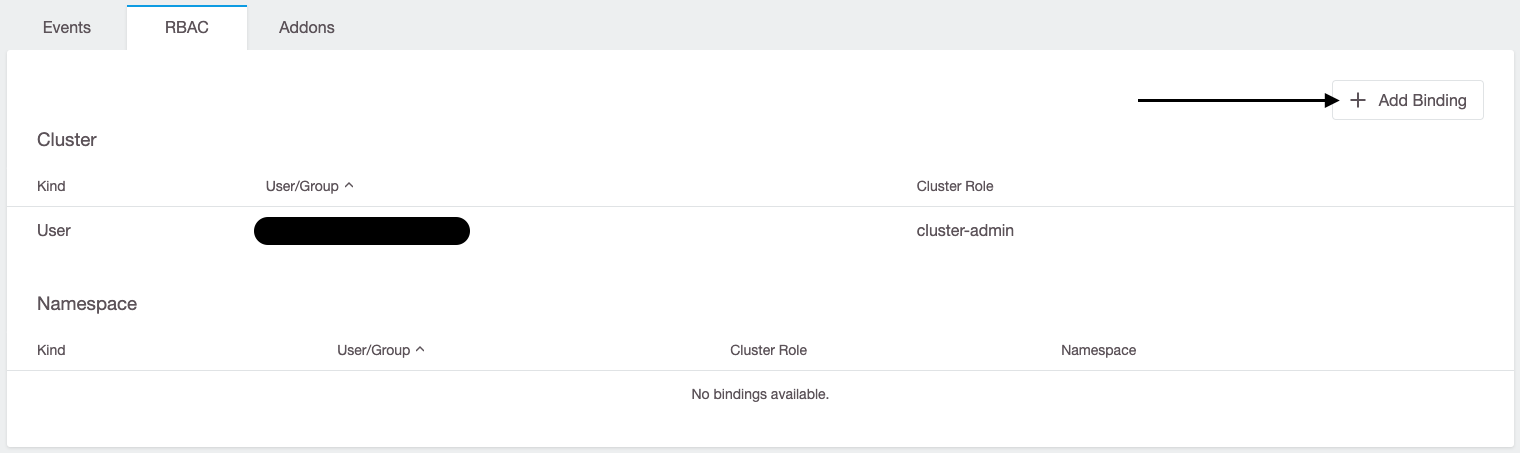 Events RBAC Addons
+ Add Binding
Cluster
Kind User/Group Cluster Role
User cluster-admin
Namespace
Kind User/Group Cluster Role Namespace
No bindings available.